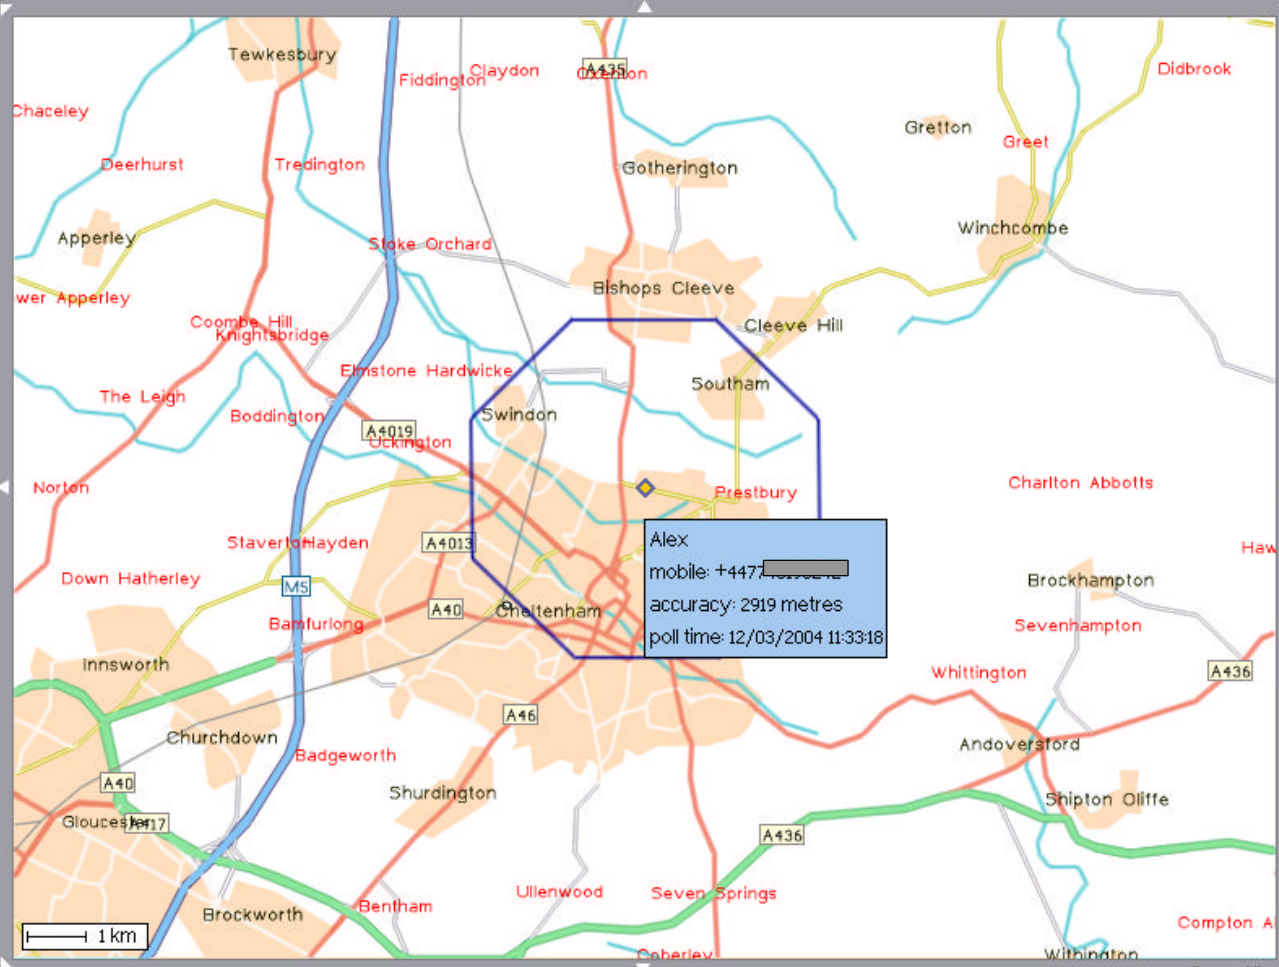 Tewkesbury
Fiddington
Claydon
A435
Oxenton
Didbrook
Chaceley
Gretton
Greet
Deerhurst
Tredington
Gotherington
Apperley
Stoke Orchard
Winchcombe
ower Apperley
Bishops Cleeve
Coombe Hill
Knightsbridge
Cleeve Hill
Elmstone Hardwicke
Southam
The Leigh
Boddington
Swindon
A4019
Uckington
Norton
Prestbury
Charlton Abbotts
Staverton
Hayden
A4013
Alex
Haw
mobile: +4477
Down Hatherley
M5
Brockhampton
A40
Cheltenham
accuracy: 2919 metres
Bamfurlong
Sevenhampton
poll time: 12/03/2004 11:33:18
Innsworth
Whittington
A436
A46
Churchdown
Badgeworth
Andoversford
A40
Shurdington
Shipton Oliffe
Gloucester
A417
A436
Ullenwood
Seven Springs
Bentham
Brockworth
Compton A
1 km
Coberley
Withington